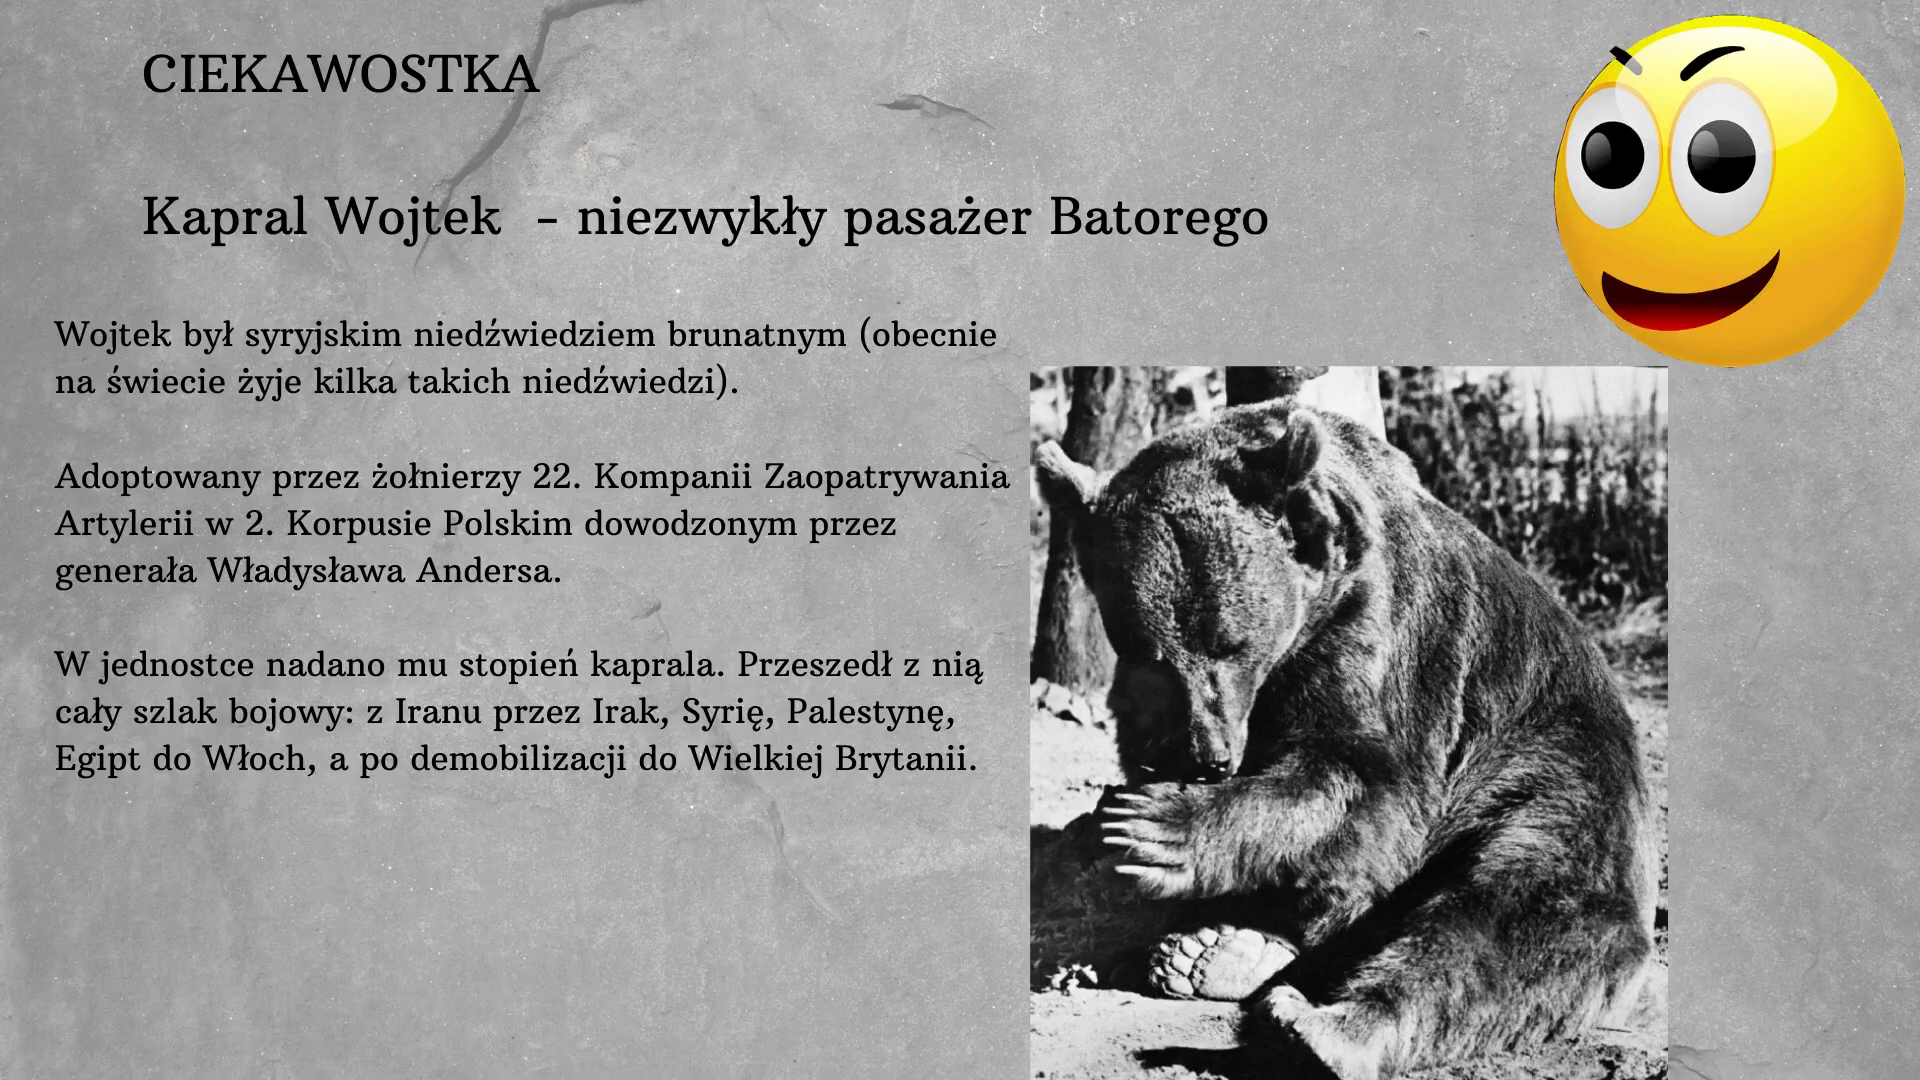 CIEKAWOSTKA
Kapral Wojtek - niezwykły pasażer Batorego
Wojtek był syryjskim niedźwiedziem brunatnym (obecnie
na świecie żyje kilka takich niedźwiedzi).
Adoptowany przez żołnierzy 22. Kompanii Zaopatrywania
Artylerii w 2. Korpusie Polskim dowodzonym przez
generała Władysława Andersa.
W jednostce nadano mu stopień kaprala. Przeszedł z nią
cały szlak bojowy: z Iranu przez Irak, Syrię, Palestynę,
Egipt do Włoch, a po demobilizacji do Wielkiej Brytanii.